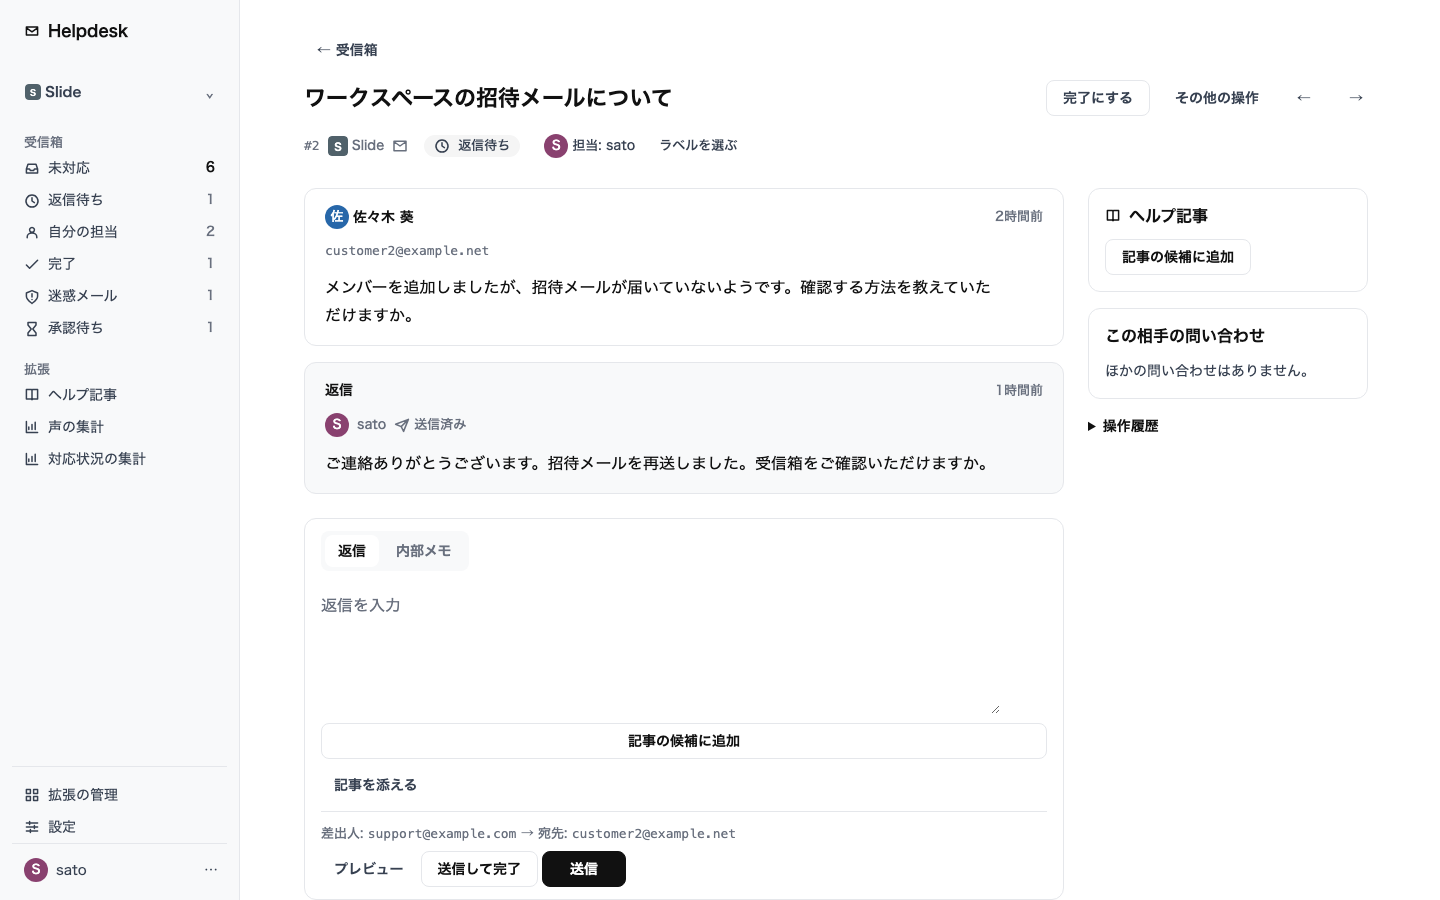 Helpdesk
S Slide
受信箱
未対応 6
返信待ち 1
自分の担当 2
完了 1
迷惑メール 1
承認待ち 1
拡張
ヘルプ記事
声の集計
対応状況の集計
拡張の管理
設定
S sato ...
← 受信箱
ワークスペースの招待メールについて
完了にする その他の操作 ← →
#2 S Slide 返信待ち S 担当: sato ラベルを選ぶ
佐 佐々木 葵 2時間前
customer2@example.net
メンバーを追加しましたが、招待メールが届いていないようです。確認する方法を教えていた
だけますか。
返信 1時間前
S sato 送信済み
ご連絡ありがとうございます。招待メールを再送しました。受信箱をご確認いただけますか。
返信 内部メモ
返信を入力
記事の候補に追加
記事を添える
差出人: support@example.com → 宛先: customer2@example.net
プレビュー 送信して完了 送信
ヘルプ記事
記事の候補に追加
この相手の問い合わせ
ほかの問い合わせはありません。
▶ 操作履歴